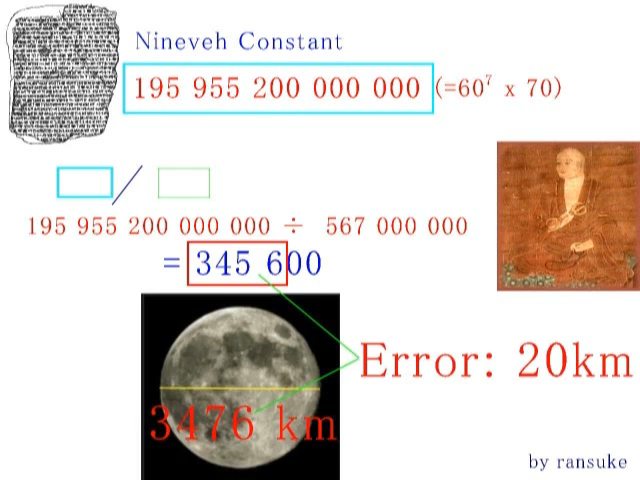 Nineveh Constant
195 955 200 000 000 (=60⁷ x 70)
195 955 200 000 000 ÷ 567 000 000
= 345 600
Error: 20km
3476 km
by ransuke